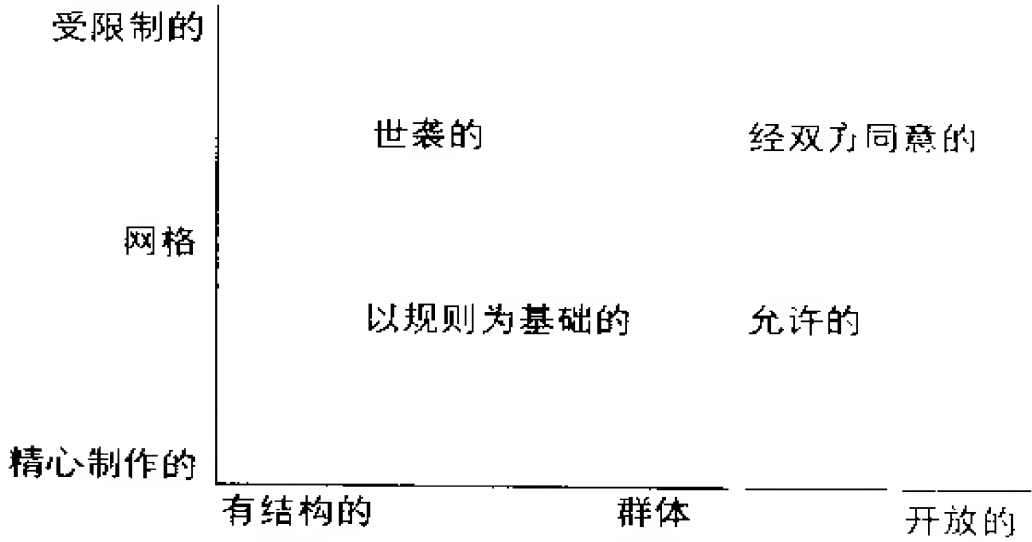 受限制的
世袭的 经双方同意的
网格
以规则为基础的 允许的
精心制作的
有结构的 群体 开放的